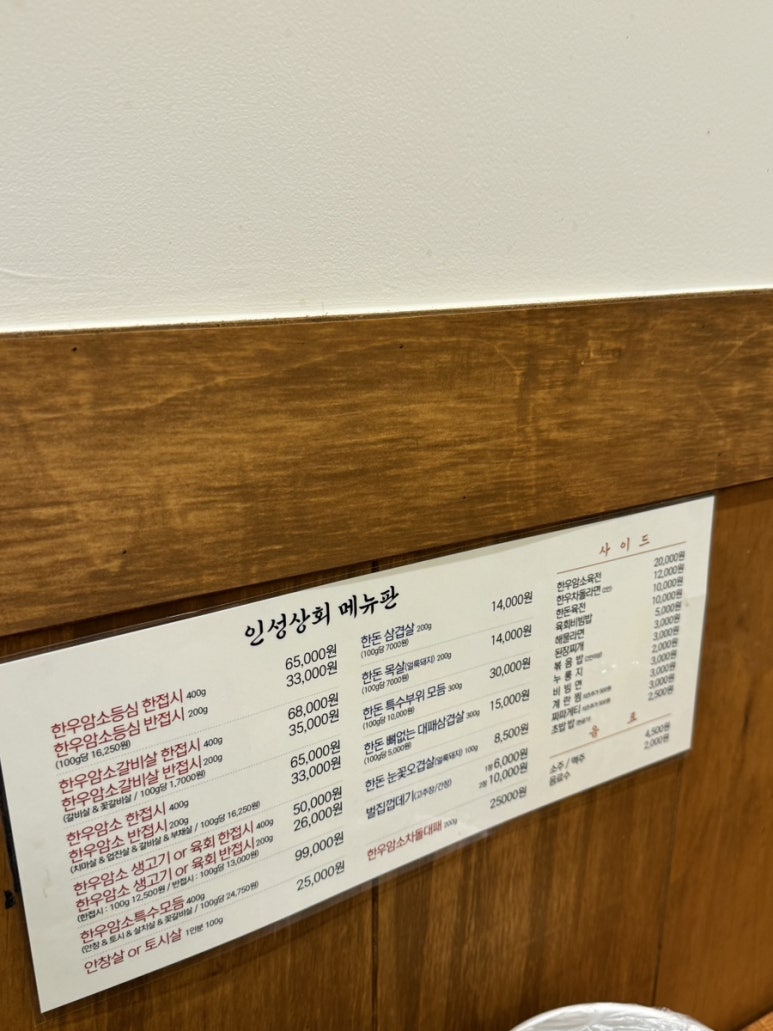 인성상회 메뉴판
한우암소등심 한접시 400g 65,000원
한우암소등심 반접시 200g 33,000원
(100g당 16,250원)
한우암소갈비살 한접시 400g 68,000원
한우암소갈비살 반접시 200g 35,000원
(갈비살 & 꽃갈비살 / 100g당 1,7000원)
한우암소 한접시 400g 65,000원
한우암소 반접시 200g 33,000원
(치마살 & 업진살 & 갈비살 & 부채살 / 100g당 16,250원)
한우암소 생고기 or 육회 한접시 400g 50,000원
한우암소 생고기 or 육회 반접시 200g 26,000원
(한접시 : 100g 12,500원 / 반접시 : 100g당 13,000원)
한우암소특수모듬 400g 99,000원
(안창 & 토시 & 살치살 & 꽃갈비살 / 100g당 24,750원)
안창살 or 토시살 1인분 100g 25,000원
한돈 삼겹살 200g 14,000원
(100g당 7000원)
한돈 목살(얼룩돼지) 200g 14,000원
(100g당 7000원)
한돈 특수부위 모듬 300g 30,000원
(100g당 10,000원)
한돈 뼈없는 대패삼겹살 300g 15,000원
(100g당 5,000원)
한돈 눈꽃오겹살(얼룩돼지) 100g 8,500원
벌집껍데기(고추장/간장) 1장 6,000원
2장 10,000원
한우암소차돌대패 200g 25000원
사 이 드
한우암소육전 20,000원
한우차돌라면 12,000원
한돈육전 10,000원
육회비빔밥 10,000원
해물라면 5,000원
된장찌개 3,000원
볶 음 밥 2,000원
누 룽 지 3,000원
비 빔 면 3,000원
계 란 찜 3,000원
짜파게티 3,000원
초밥 밥 2,500원
음 료
소주 / 맥주 4,500원
음료수 2,000원